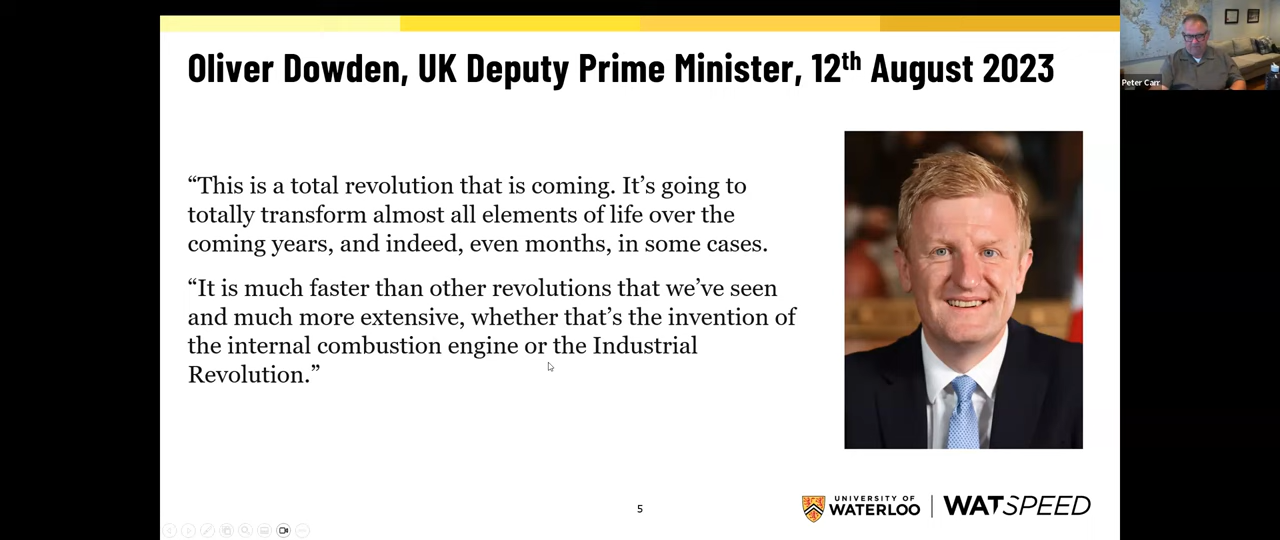 Oliver Dowden, UK Deputy Prime Minister, 12th August 2023
Peter Carr
“This is a total revolution that is coming. It’s going to
totally transform almost all elements of life over the
coming years, and indeed, even months, in some cases.
“It is much faster than other revolutions that we’ve seen
and much more extensive, whether that’s the invention of
the internal combustion engine or the Industrial
Revolution.”
5
UNIVERSITY OF
WATERLOO
WATSPEED